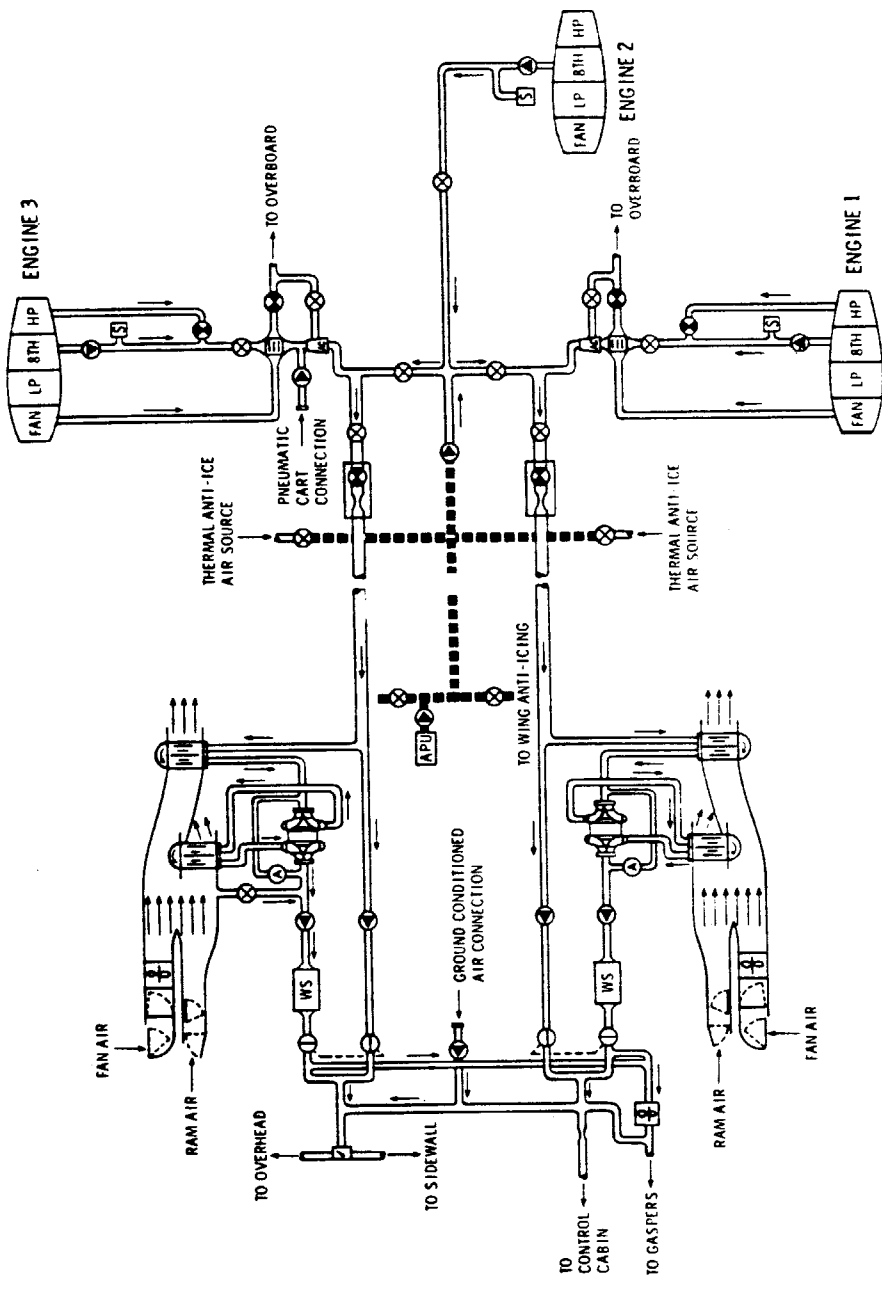 ENGINE 3
FAN
LP
8TH
HP
S
TO OVERBOARD
PNEUMATIC
CART
CONNECTION
THERMAL ANTI-ICE
AIR SOURCE
ENGINE 2
FAN
LP
8TH
HP
S
TO
OVERBOARD
ENGINE 1
FAN
LP
8TH
HP
S
THERMAL ANTI-ICE
AIR SOURCE
TO WING ANTI-ICING
APU
GROUND CONDITIONED
AIR CONNECTION
A
WS
FAN AIR
RAM AIR
TO OVERHEAD
TO SIDEWALL
A
WS
RAM AIR
FAN AIR
TO
CONTROL
CABIN
TO GASPERS